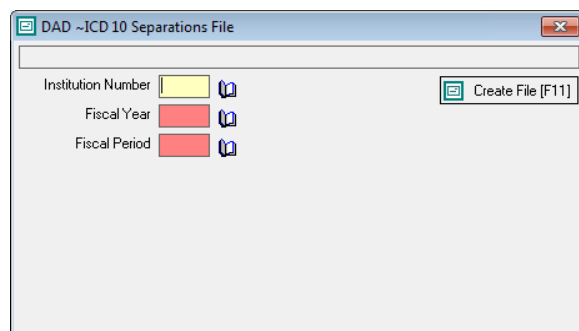 DAD ~ICD 10 Separations File
Institution Number
Create File [F11]
Fiscal Year
Fiscal Period